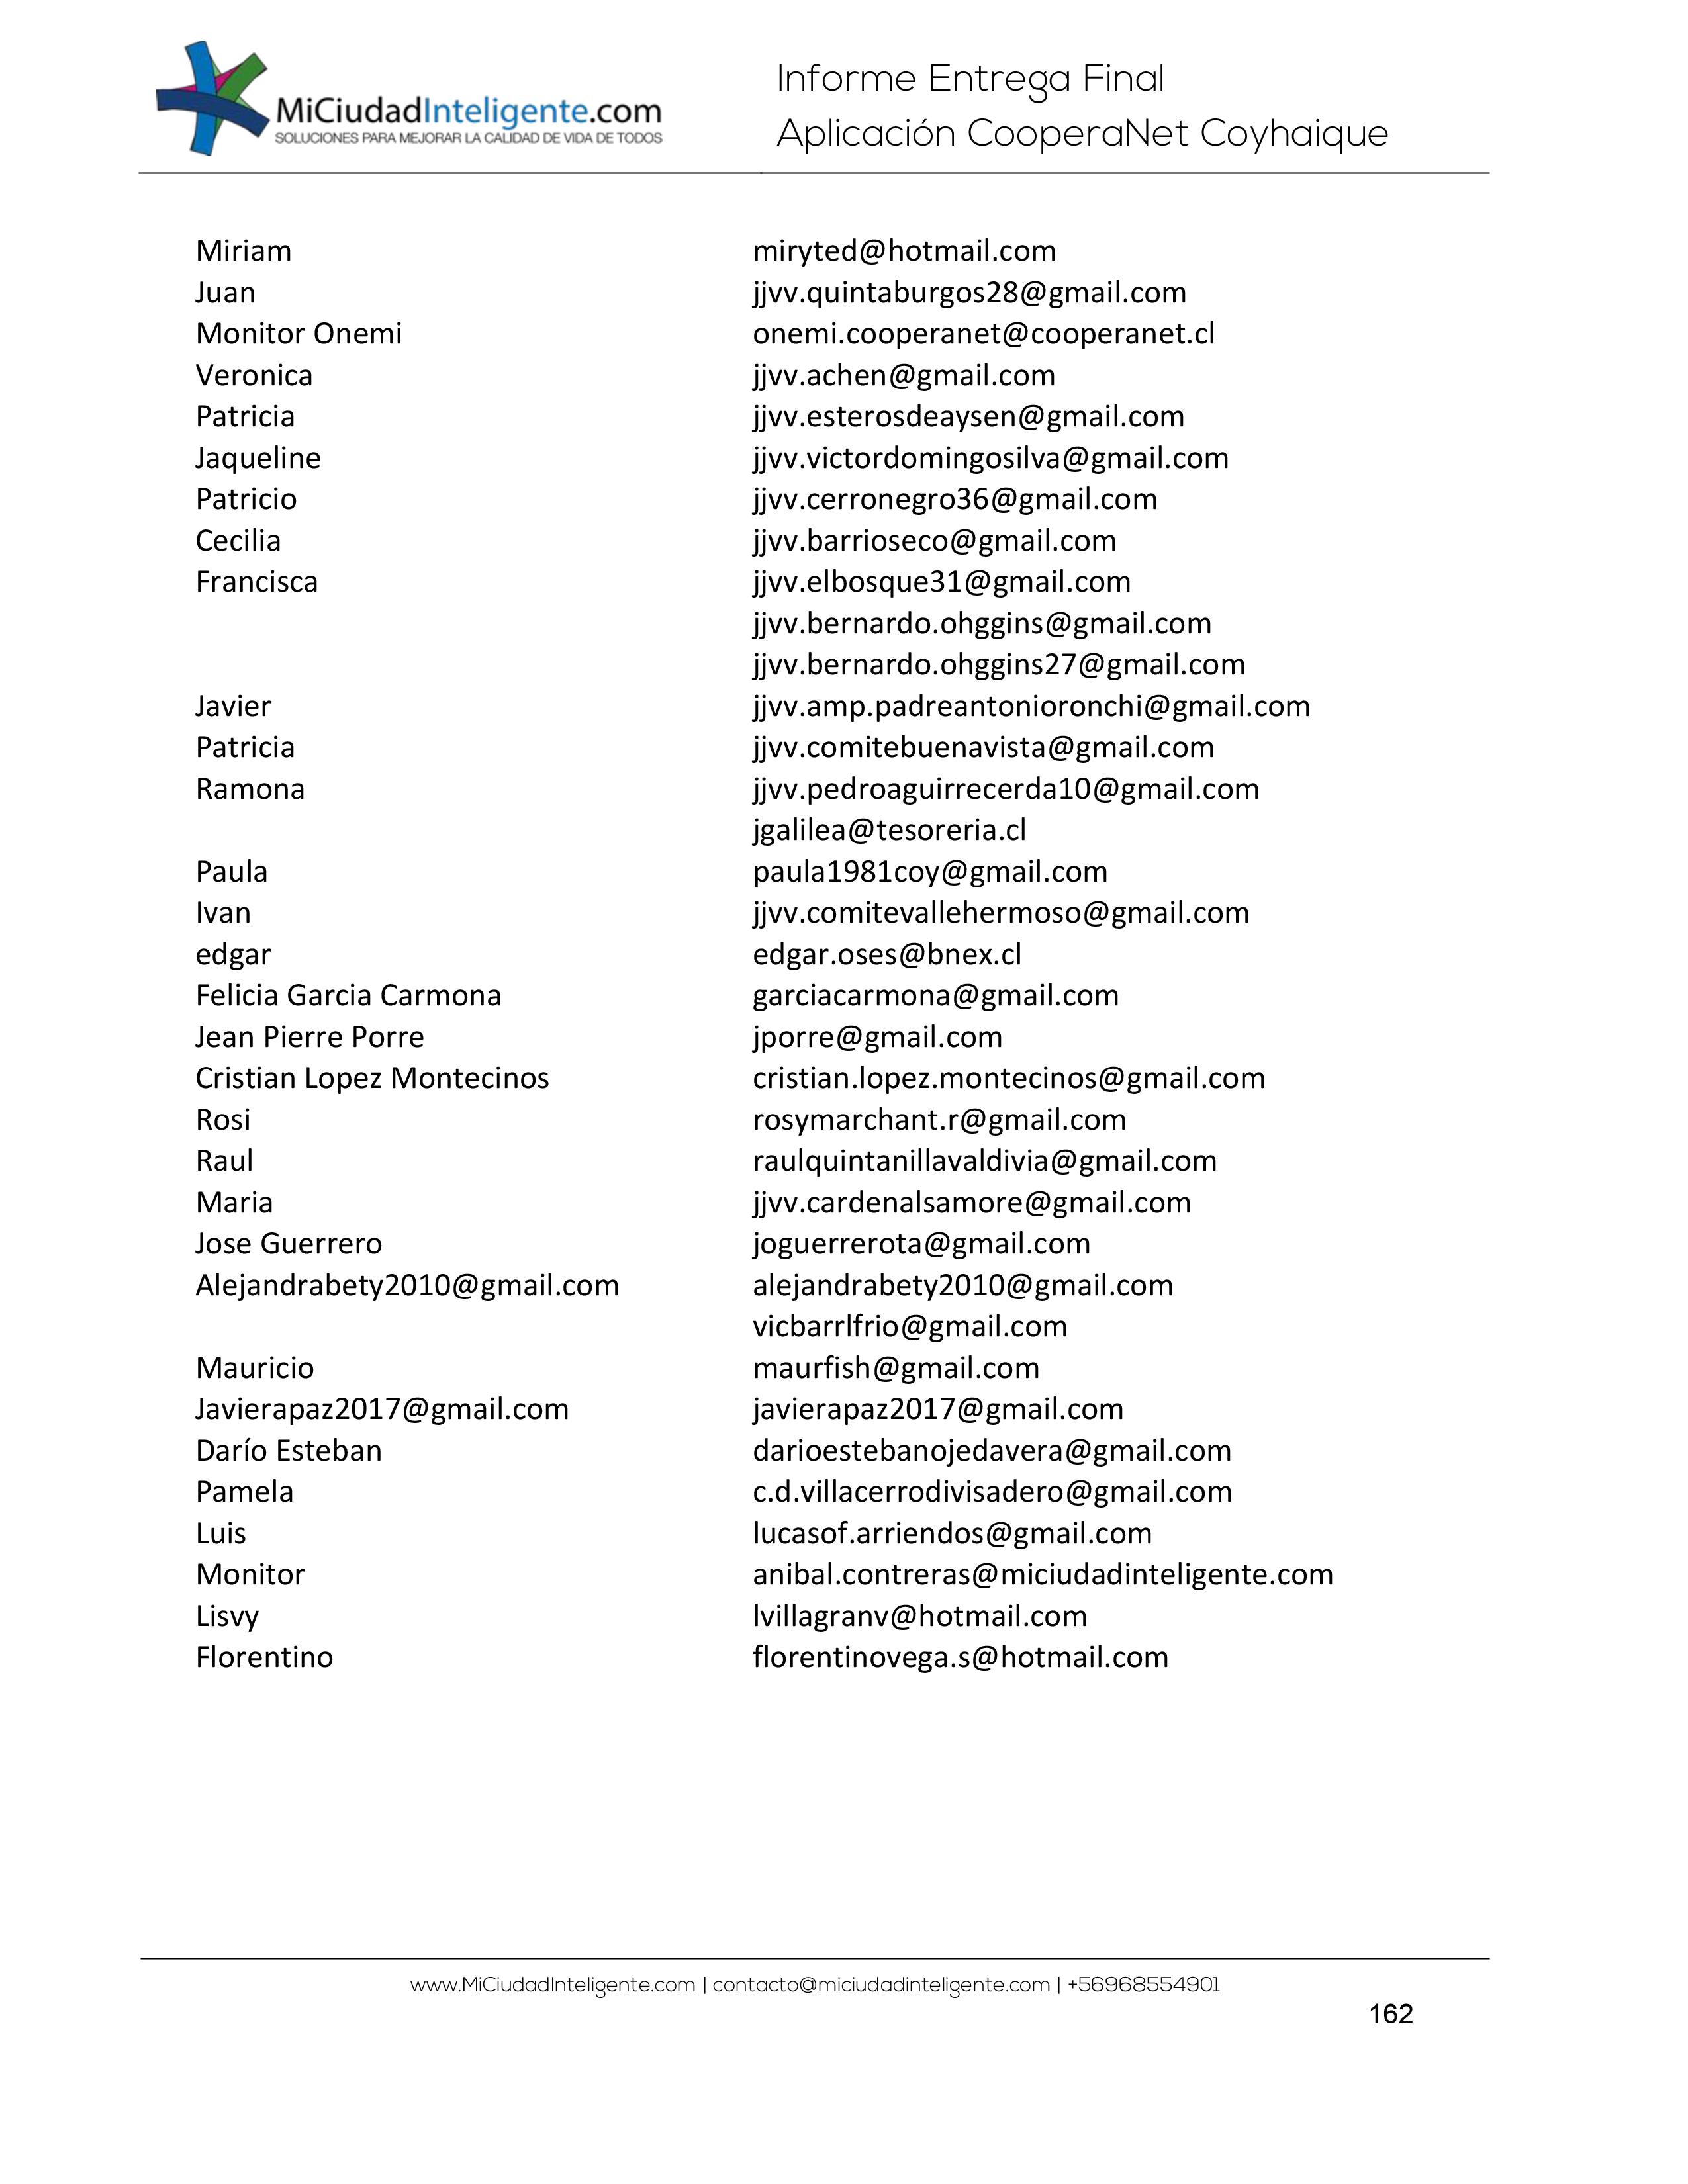 MiCiudadInteligente.com
SOLUCIONES PARA MEJORAR LA CALIDAD DE VIDA DE TODOS
Informe Entrega Final
Aplicación CooperaNet Coyhaique
Miriam miryted@hotmail.com
Juan jjvv.quintaburgos28@gmail.com
Monitor Onemi onemi.cooperanet@cooperanet.cl
Veronica jjvv.achen@gmail.com
Patricia jjvv.esterosdeaysen@gmail.com
Jaqueline jjvv.victordomingosilva@gmail.com
Patricio jjvv.cerronegro36@gmail.com
Cecilia jjvv.barrioseco@gmail.com
Francisca jjvv.elbosque31@gmail.com
jjvv.bernardo.ohggins@gmail.com
jjvv.bernardo.ohggins27@gmail.com
Javier jjvv.amp.padreantonioronchi@gmail.com
Patricia jjvv.comitebuenavista@gmail.com
Ramona jjvv.pedroaguirrecerda10@gmail.com
jgalilea@tesoreria.cl
Paula paula1981coy@gmail.com
Ivan jjvv.comitevallehermoso@gmail.com
edgar edgar.oses@bnex.cl
Felicia Garcia Carmona garciacarmona@gmail.com
Jean Pierre Porre jporre@gmail.com
Cristian Lopez Montecinos cristian.lopez.montecinos@gmail.com
Rosi rosymarchant.r@gmail.com
Raul raulquintanillavaldivia@gmail.com
Maria jjvv.cardenalsamore@gmail.com
Jose Guerrero joguerrerota@gmail.com
Alejandrabety2010@gmail.com alejandrabety2010@gmail.com
vicbarrlfrio@gmail.com
Mauricio maurfish@gmail.com
Javierapaz2017@gmail.com javierapaz2017@gmail.com
Darío Esteban darioestebanojedavera@gmail.com
Pamela c.d.villacerrodivisadero@gmail.com
Luis lucasof.arriendos@gmail.com
Monitor anibal.contreras@miciudadinteligente.com
Lisvy lvillagranv@hotmail.com
Florentino florentinovega.s@hotmail.com
www.MiCiudadInteligente.com | contacto@miciudadinteligente.com | +56968554901
162